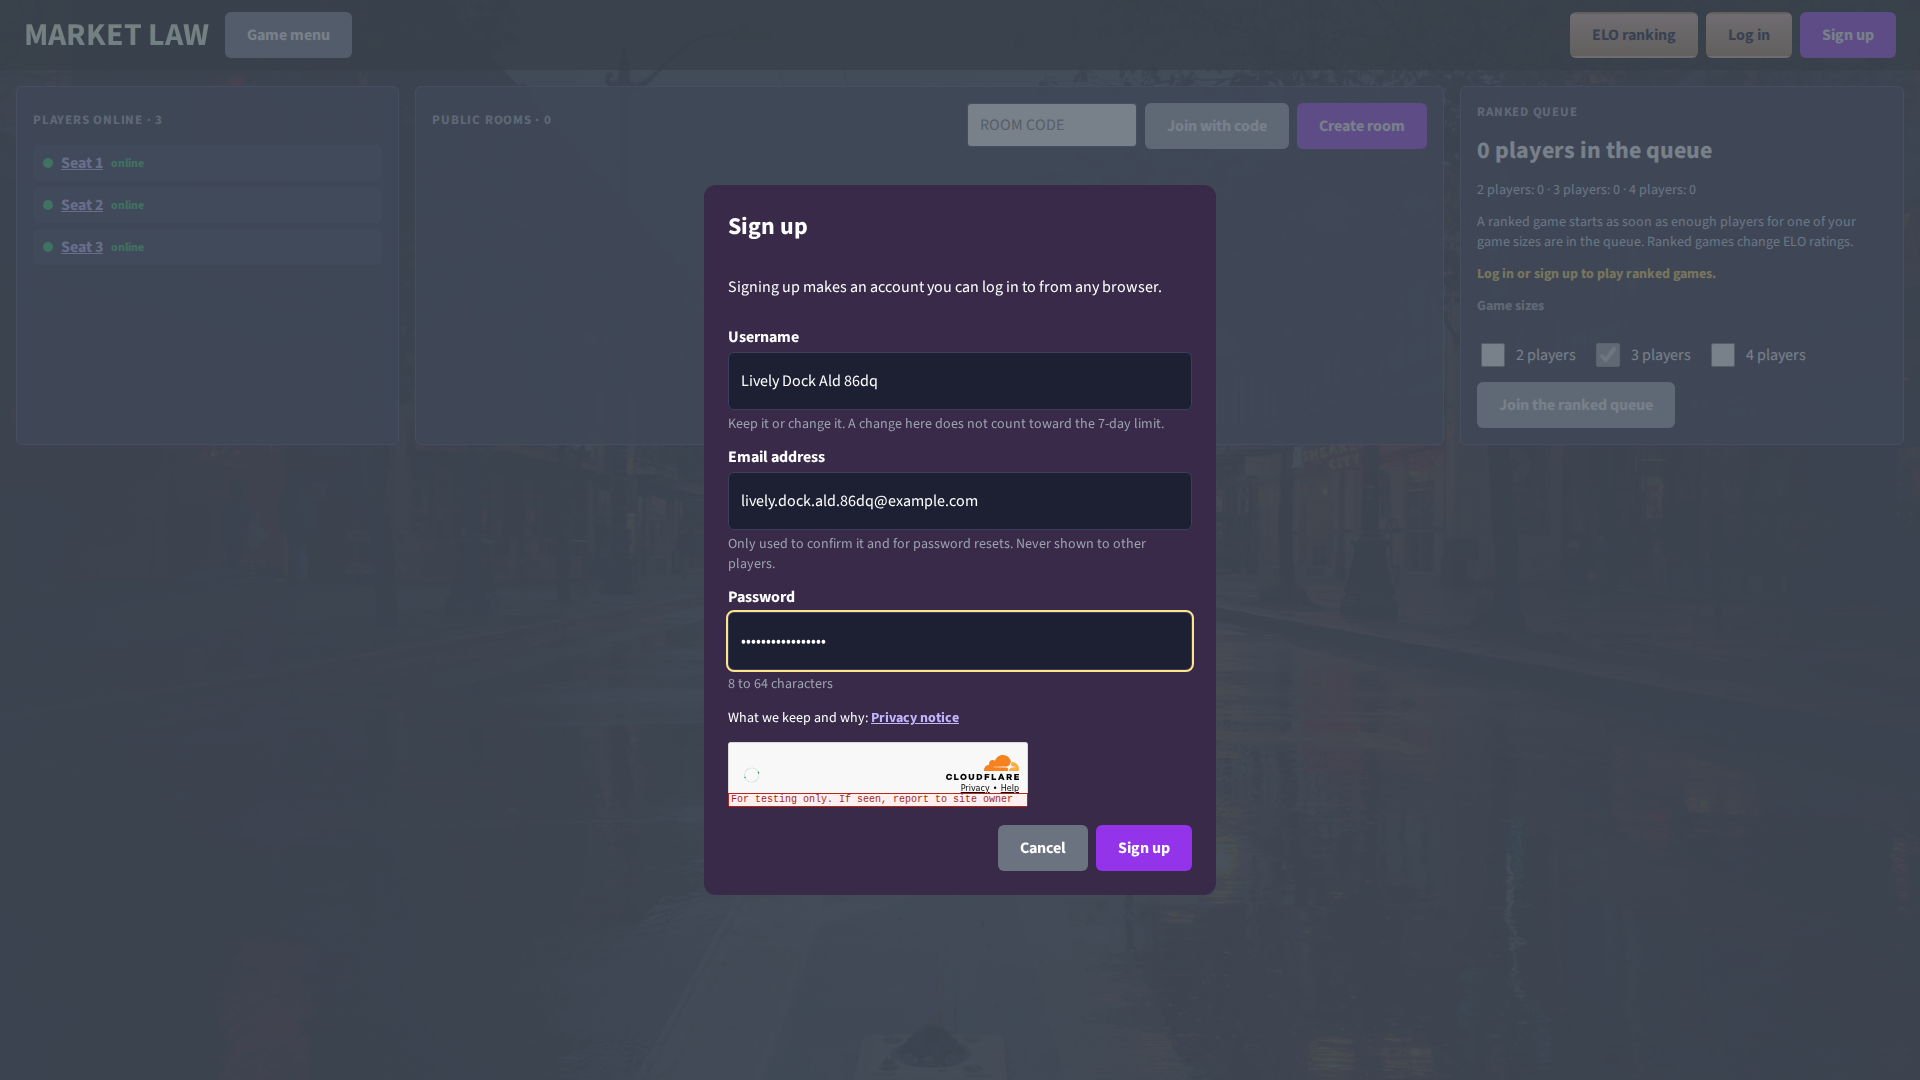 MARKET LAW
Game menu
ELO ranking
Log in
Sign up
PLAYERS ONLINE · 3
Seat 1 online
Seat 2 online
Seat 3 online
PUBLIC ROOMS · 0
ROOM CODE
Join with code
Create room
RANKED QUEUE
0 players in the queue
2 players: 0 · 3 players: 0 · 4 players: 0
A ranked game starts as soon as enough players for one of your
game sizes are in the queue. Ranked games change ELO ratings.
Log in or sign up to play ranked games.
Game sizes
2 players
3 players
4 players
Join the ranked queue
Sign up
Signing up makes an account you can log in to from any browser.
Username
Lively Dock Ald 86dq
Keep it or change it. A change here does not count toward the 7-day limit.
Email address
lively.dock.ald.86dq@example.com
Only used to confirm it and for password resets. Never shown to other
players.
Password
•••••••••••••••••
8 to 64 characters
What we keep and why: Privacy notice
CLOUDFLARE
Privacy • Help
For testing only. If seen, report to site owner
Cancel
Sign up